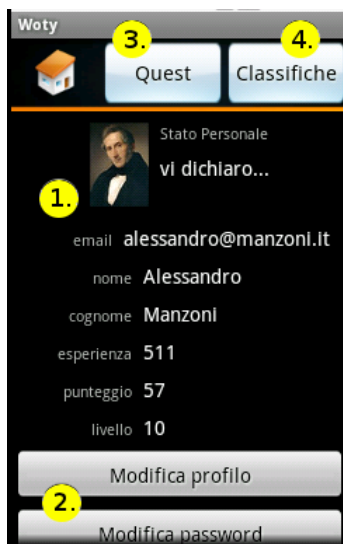 Woty
3.
4.
Quest
Classifiche
Stato Personale
vi dichiaro...
1.
email alessandro@manzoni.it
nome Alessandro
cognome Manzoni
esperienza 511
punteggio 57
livello 10
Modifica profilo
2.
Modifica password